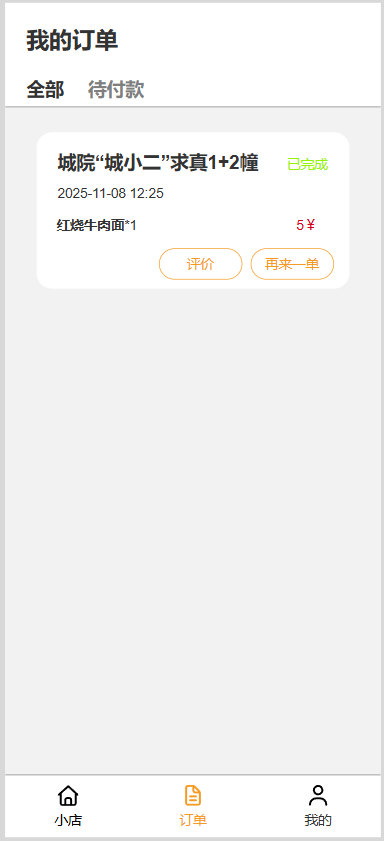 我的订单
全部 待付款
城院“城小二”求真1+2幢 已完成
2025-11-08 12:25
红烧牛肉面*1 5¥
评价 再来一单
小店 订单 我的